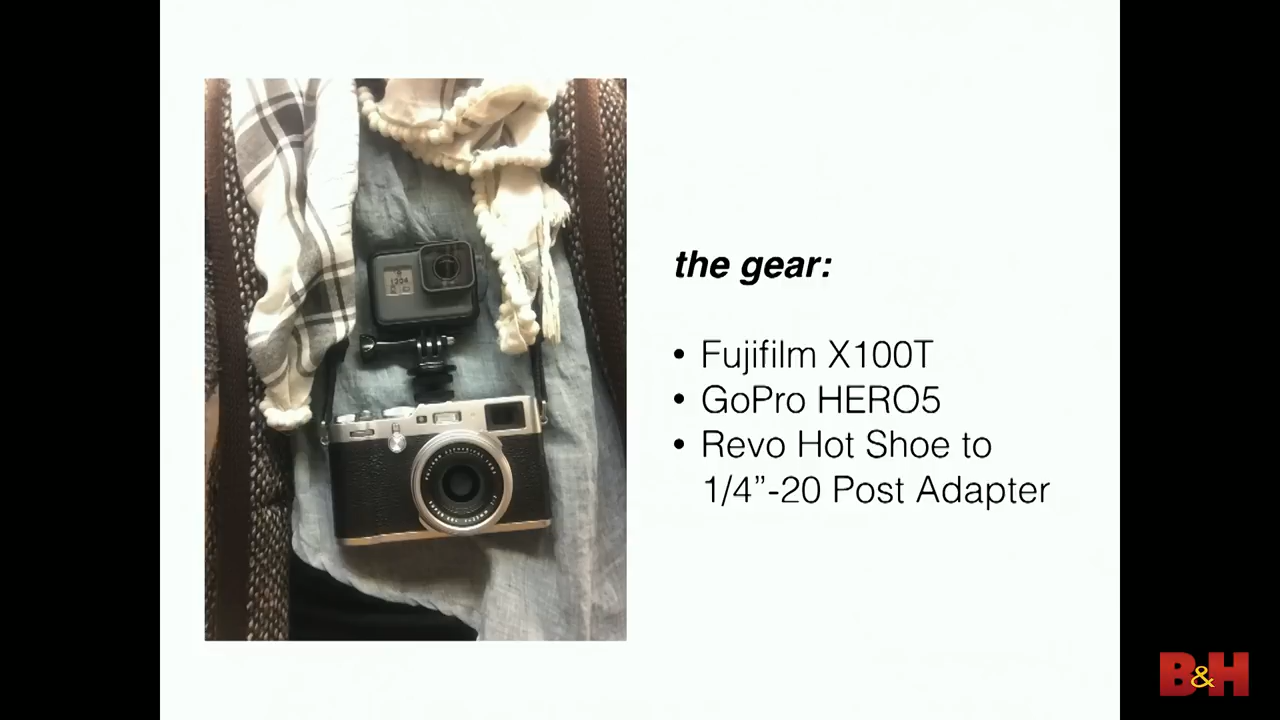 the gear:
• Fujifilm X100T
• GoPro HERO5
• Revo Hot Shoe to
1/4”-20 Post Adapter
B&H